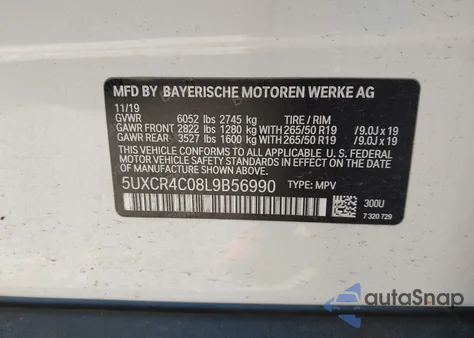 MFD BY BAYERISCHE MOTOREN WERKE AG
11/19
GVWR 6052 lbs 2745 kg TIRE / RIM
GAWR FRONT 2822 lbs 1280 kg WITH 265/50 R19 /9.0J x 19
GAWR REAR 3527 lbs 1600 kg WITH 265/50 R19 /9.0J x 19
THIS VEHICLE CONFORMS TO ALL APPLICABLE U. S. FEDERAL
MOTOR VEHICLE SAFETY STANDARDS IN EFFECT ON THE DATE
OF MANUFACTURE SHOWN ABOVE.
5UXCR4C08L9B56990 TYPE: MPV
300U
7 320 729
autoSnap